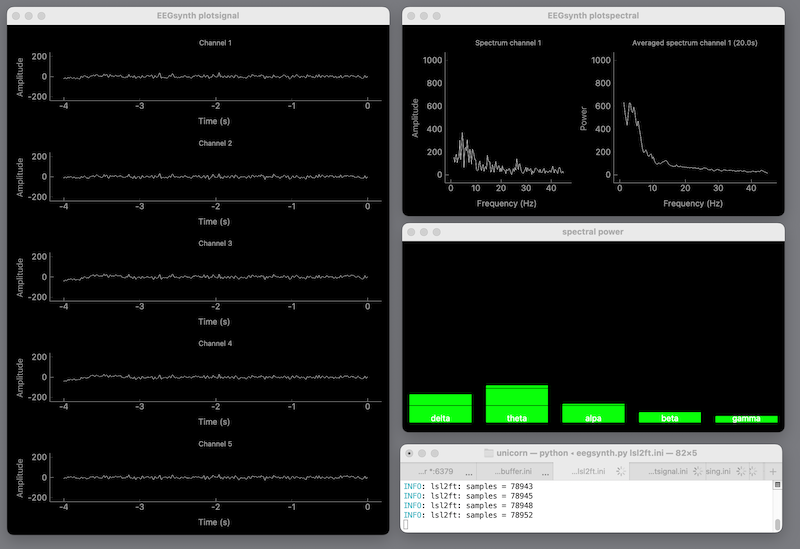 EEGsynth plotsignal
Channel 1
Amplitude
200
0
-200
-4
-3
-2
-1
0
Time (s)
Channel 2
Amplitude
200
0
-200
-4
-3
-2
-1
0
Time (s)
Channel 3
Amplitude
200
0
-200
-4
-3
-2
-1
0
Time (s)
Channel 4
Amplitude
200
0
-200
-4
-3
-2
-1
0
Time (s)
Channel 5
Amplitude
200
0
-200
-4
-3
-2
-1
0
Time (s)
EEGsynth plotspectral
Spectrum channel 1
Amplitude
1000
800
600
400
200
0
0
10
20
30
40
Frequency (Hz)
Averaged spectrum channel 1 (20.0s)
Power
1000
800
600
400
200
0
0
10
20
30
40
Frequency (Hz)
spectral power
delta
theta
alpa
beta
gamma
unicorn — python • eegsynth.py lsl2ft.ini — 82×5
...r *:6379 ...
...buffer.ini ...
...lsl2ft.ini
...tsignal.ini
...sing.ini
+
INFO: lsl2ft: samples = 78943
INFO: lsl2ft: samples = 78945
INFO: lsl2ft: samples = 78948
INFO: lsl2ft: samples = 78952